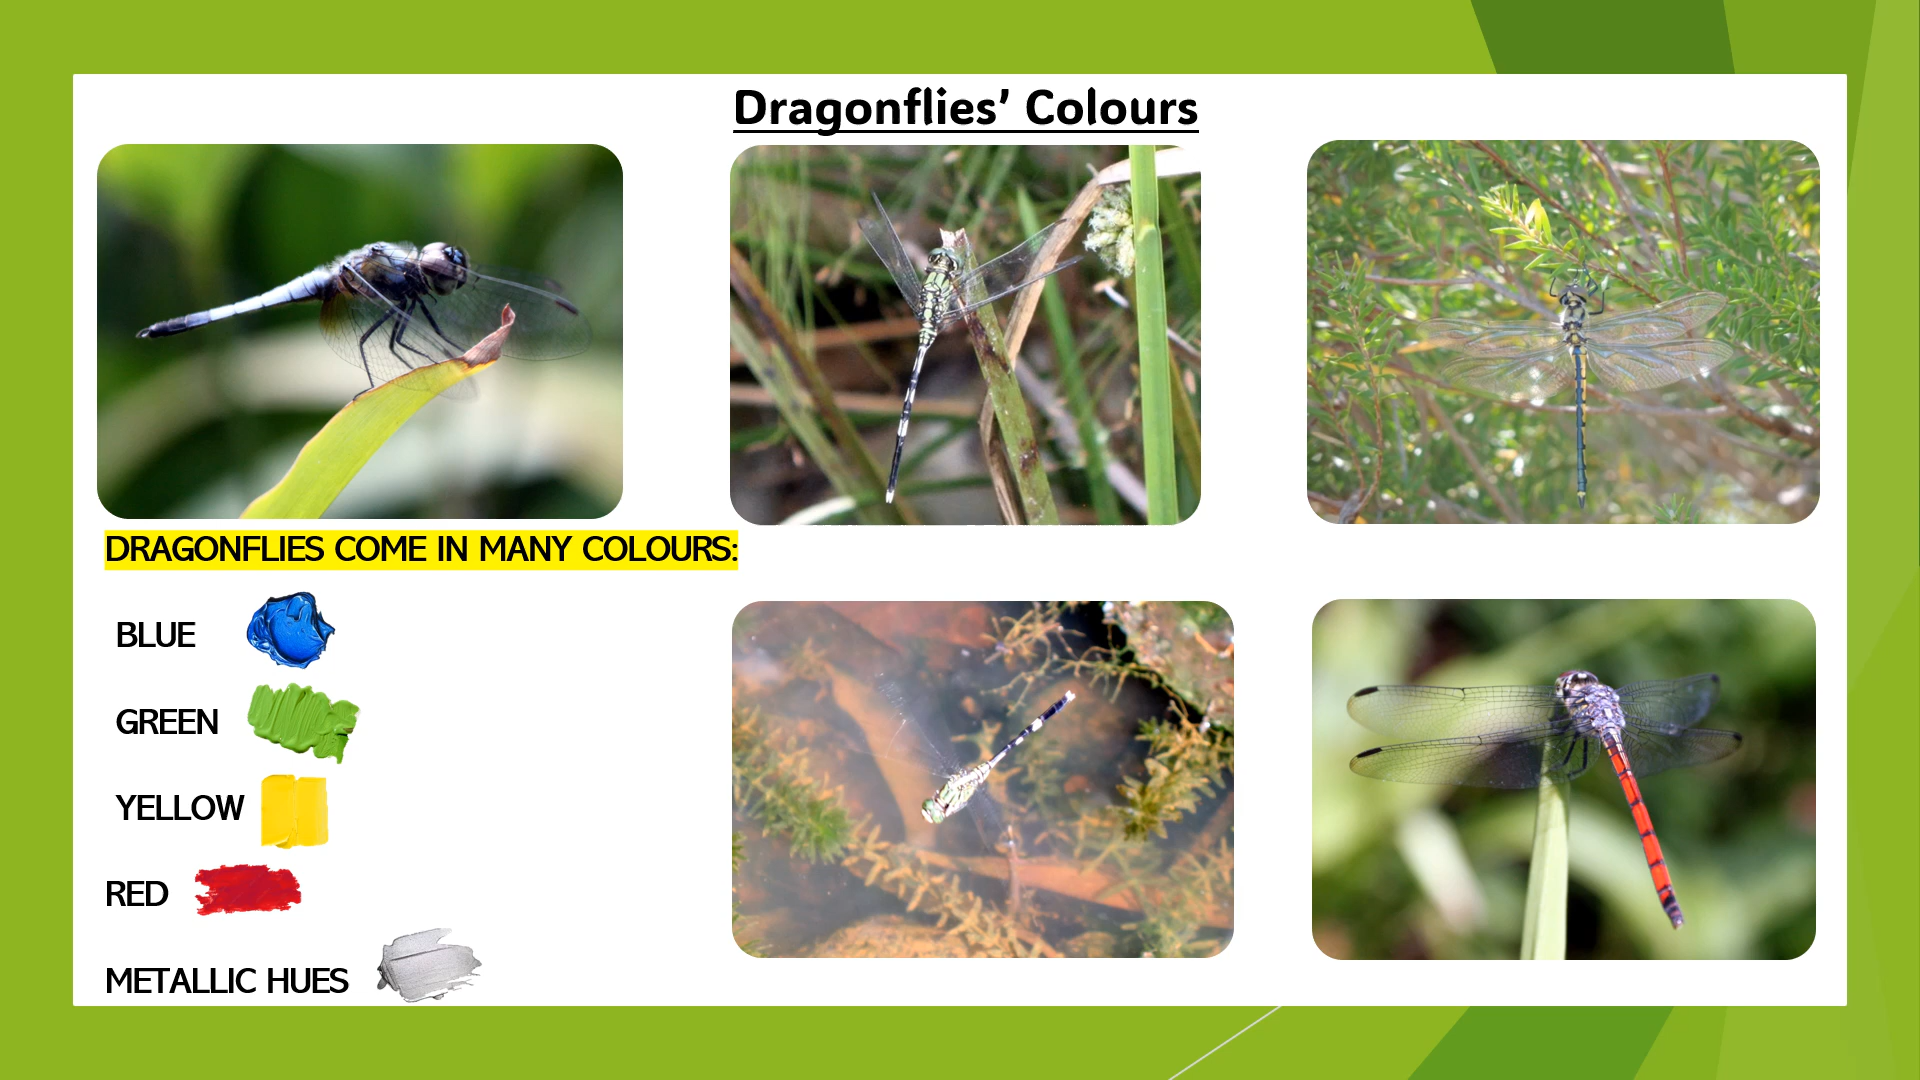 Dragonflies’ Colours
DRAGONFLIES COME IN MANY COLOURS:
BLUE
GREEN
YELLOW
RED
METALLIC HUES